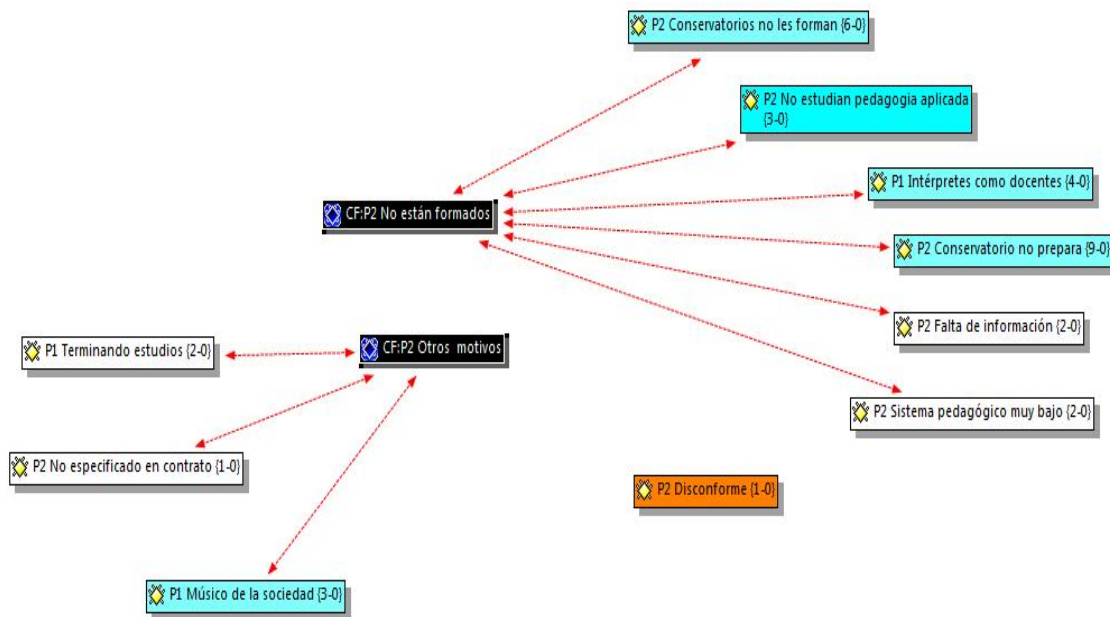 P2 Conservatorios no les forman {6-0}
P2 No estudian pedagogia aplicada
{3-0}
P1 Intérpretes como docentes {4-0}
CF:P2 No están formados
P2 Conservatorio no prepara {9-0}
P2 Falta de información {2-0}
P1 Terminando estudios {2-0}
CF:P2 Otros motivos
P2 Sistema pedagógico muy bajo {2-0}
P2 No especificado en contrato {1-0}
P2 Disconforme {1-0}
P1 Músico de la sociedad {3-0}